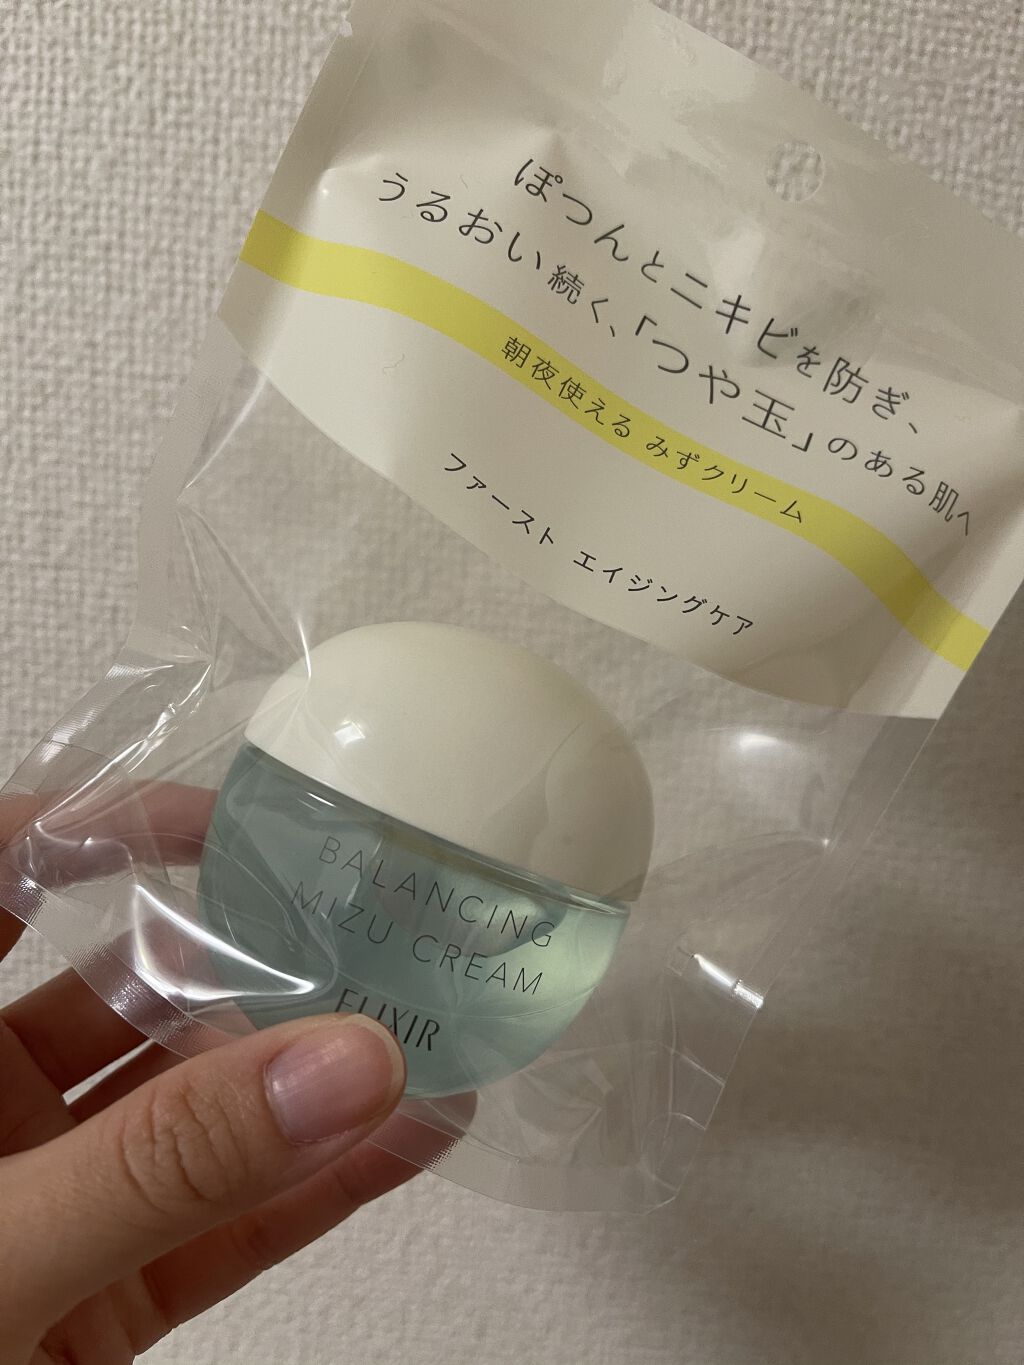 ぽつんとニキビを防ぎ、
うるおい続く、「つや玉」のある肌へ
朝夜使える みずクリーム
ファースト エイジングケア
BALANCING
MIZU CREAM
ELIXIR